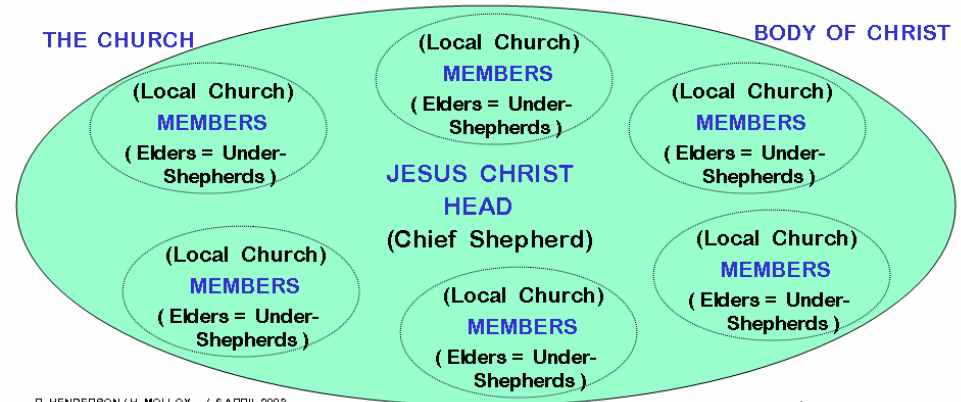 THE CHURCH
BODY OF CHRIST
(Local Church)
MEMBERS
( Elders = Under-
Shepherds )
(Local Church)
MEMBERS
( Elders = Under-
Shepherds )
(Local Church)
MEMBERS
( Elders = Under-
Shepherds )
JESUS CHRIST
HEAD
(Chief Shepherd)
(Local Church)
MEMBERS
( Elders = Under-
Shepherds )
(Local Church)
MEMBERS
( Elders = Under-
Shepherds )
(Local Church)
MEMBERS
( Elders = Under-
Shepherds )
HENDERSON / H. MOLLOY